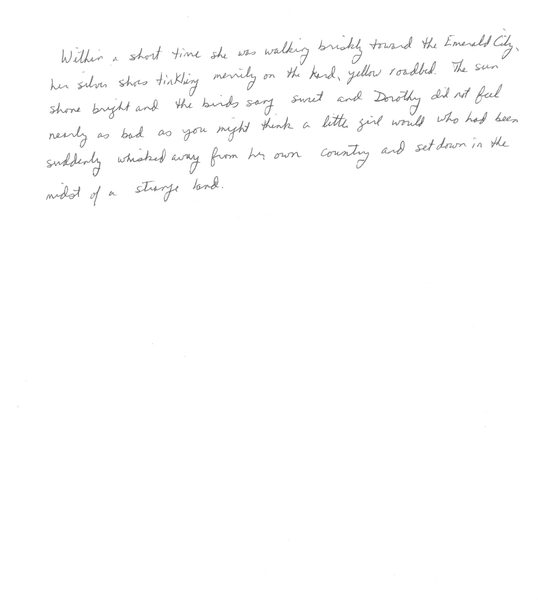 Within a short time she was walking briskly toward the Emerald City,
her silver shoes tinkling merrily on the hard, yellow roadbed. The sun
shone bright and the birds sang sweet and Dorothy did not feel
nearly as bad as you might think a little girl would who had been
suddenly whisked away from her own country and set down in the
midst of a strange land.